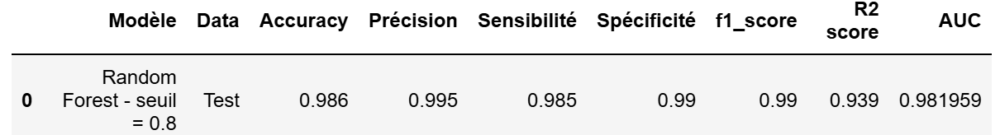 Modèle Data Accuracy Précision Sensibilité Spécificité f1_score R2 score AUC
0 Random Forest - seuil = 0.8 Test 0.986 0.995 0.985 0.99 0.99 0.939 0.981959